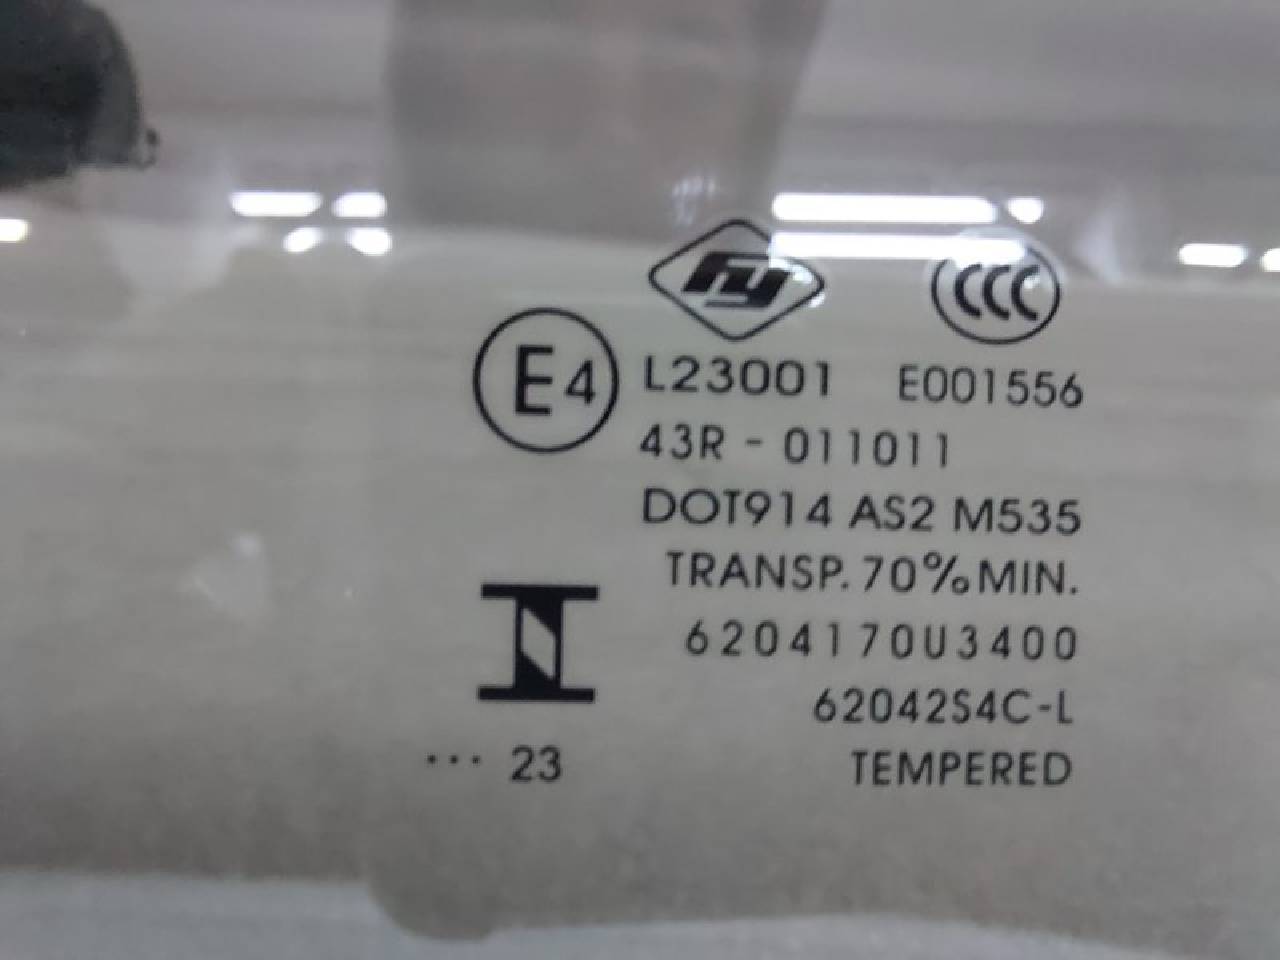 FY
CCC
E4
L23001 E001556
43R - 011011
DOT914 AS2 M535
TRANSP. 70% MIN.
6204170U3400
62042S4C-L
··· 23
TEMPERED